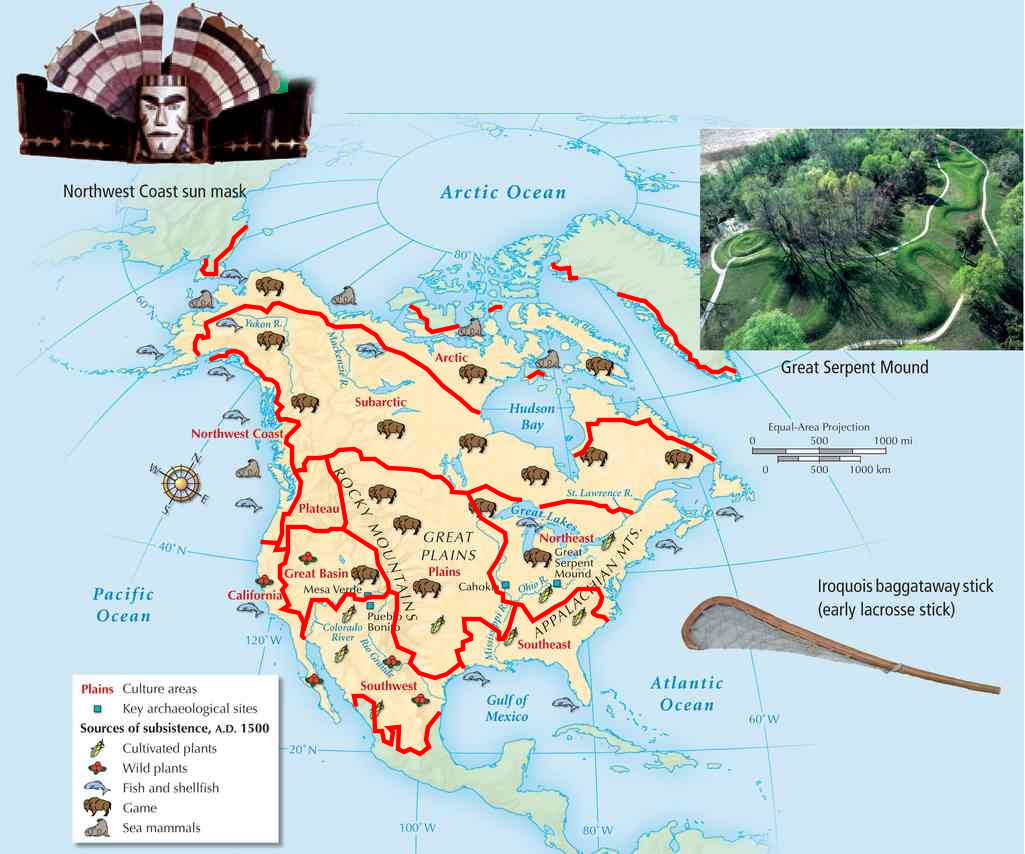 Northwest Coast sun mask
Arctic Ocean
80°N
60°N
Great Serpent Mound
Yukon R.
Mackenzie R.
Arctic
Subarctic
Hudson
Bay
Northwest Coast
Equal-Area Projection
0 500 1000 mi
0 500 1000 km
N
W
E
S
ROCKY MOUNTAINS
Plateau
St. Lawrence R.
Great Lakes
GREAT
PLAINS
Plains
Northeast
Great
Serpent
Mound
APPALACHIAN MTS.
40°N
Great Basin
Mesa Verde
Cahok
Ohio R.
California
Pueb
Bonito
Colorado
River
Mississippi R.
Southeast
Rio Grande
Southwest
Pacific
Ocean
120°W
Iroquois baggataway stick
(early lacrosse stick)
Gulf of
Mexico
Atlantic
Ocean
60°W
20°N
100°W
80°W
Plains Culture areas
Key archaeological sites
Sources of subsistence, A.D. 1500
Cultivated plants
Wild plants
Fish and shellfish
Game
Sea mammals